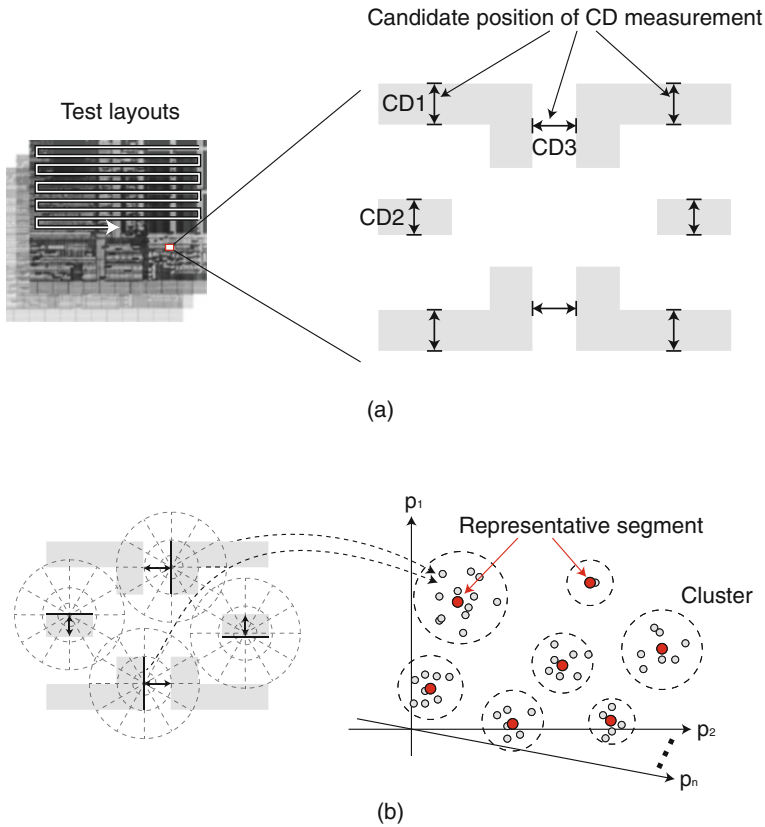 Candidate position of CD measurement
Test layouts
CD1
CD3
CD2
(a)
p1
Representative segment
Cluster
p2
pn
(b)